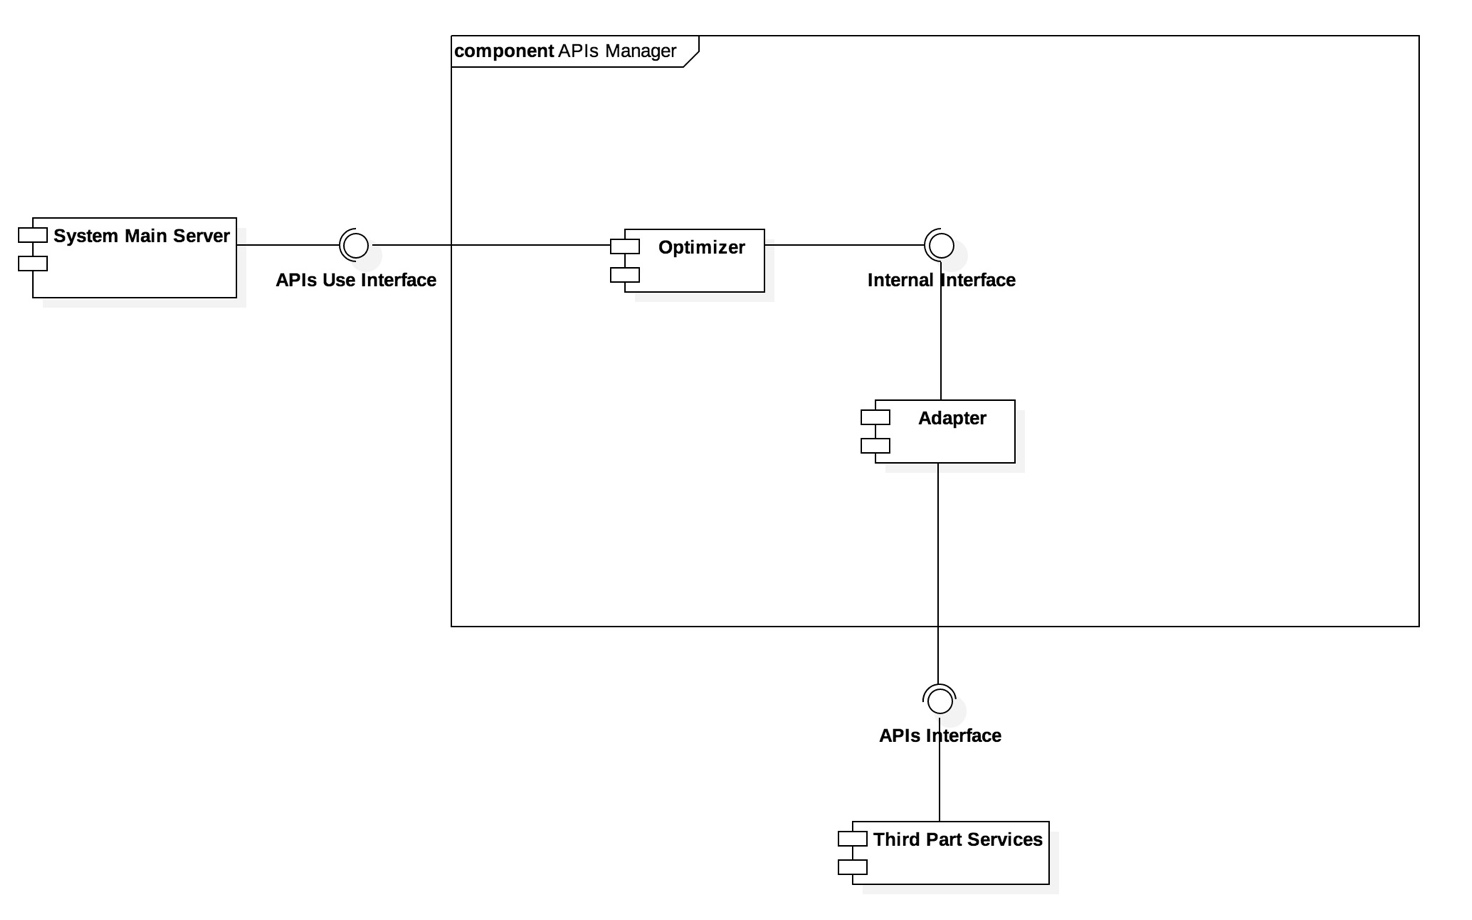 component APIs Manager
System Main Server
APIs Use Interface
Optimizer
Internal Interface
Adapter
APIs Interface
Third Part Services